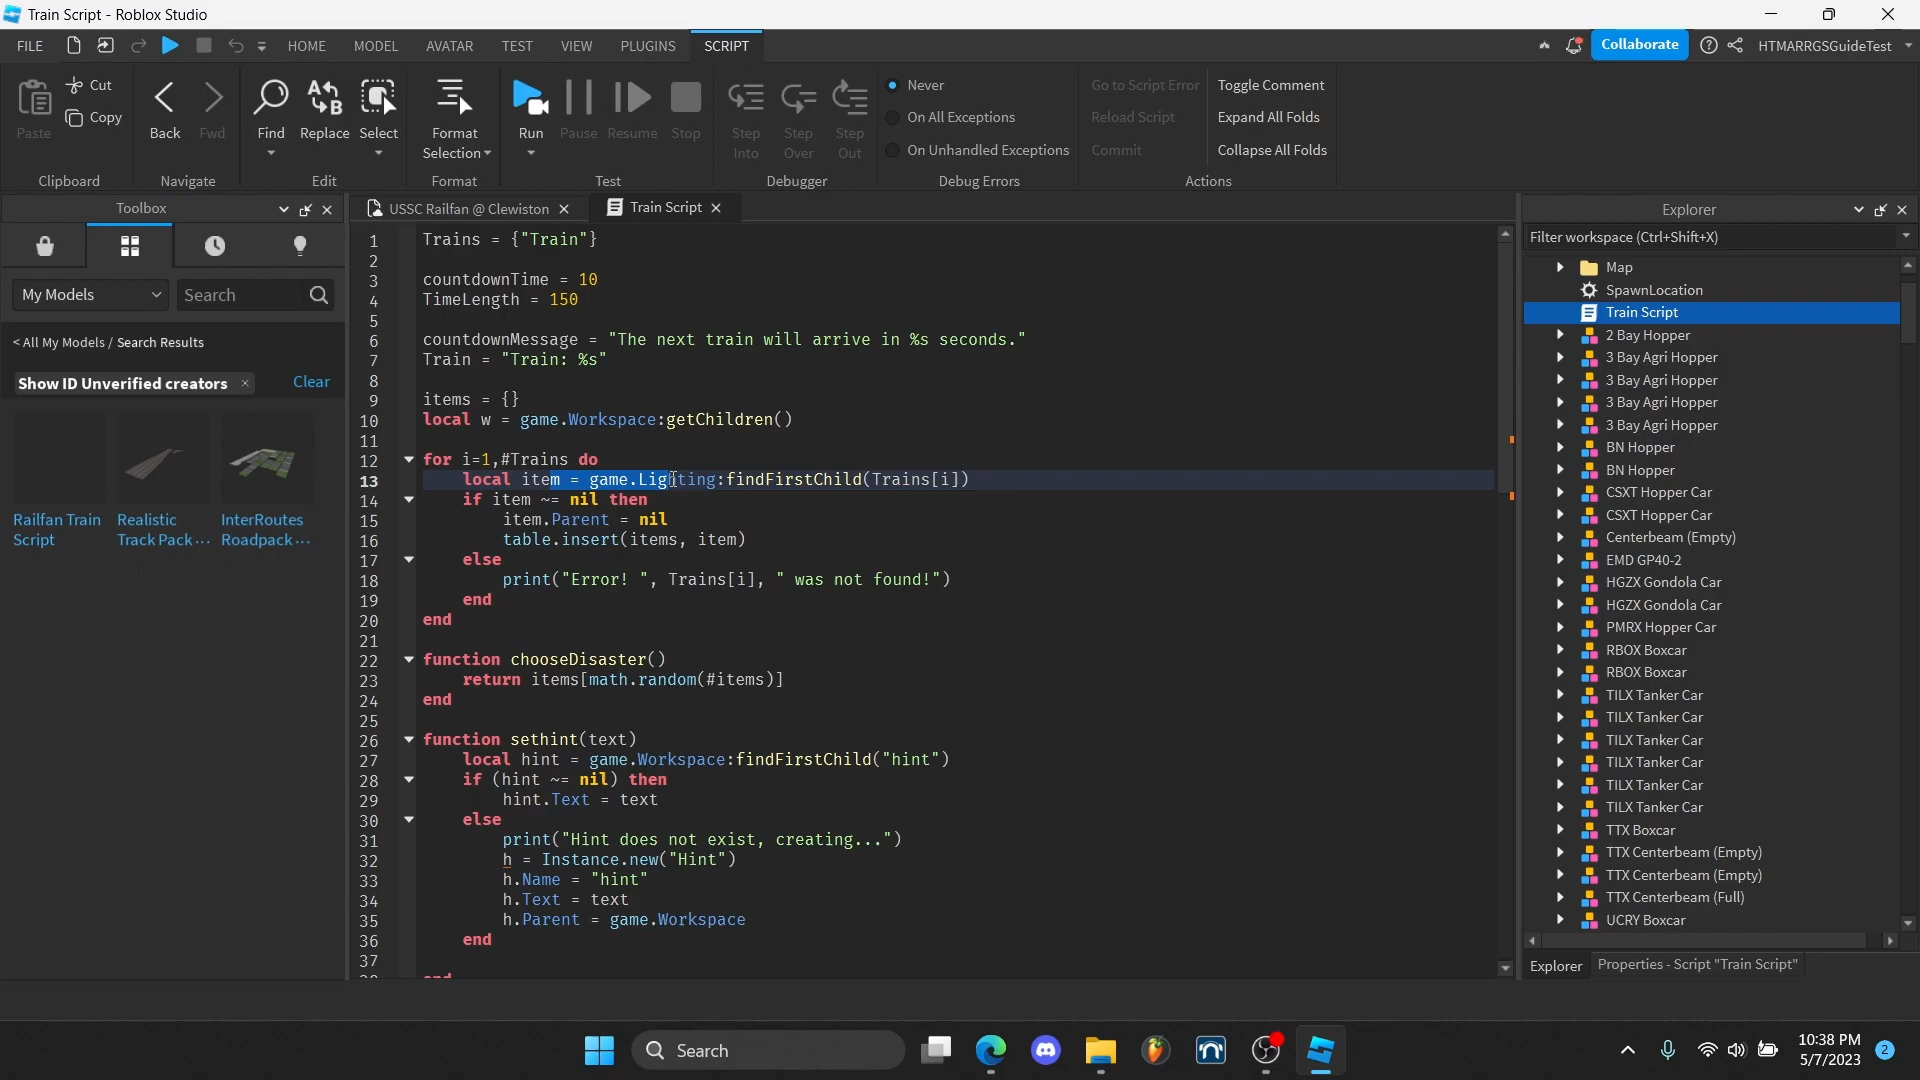 Train Script - Roblox Studio
FILE
HOME
MODEL
AVATAR
TEST
VIEW
PLUGINS
SCRIPT
Collaborate
HTMARRGSGuideTest
Paste
Cut
Copy
Clipboard
Back
Fwd
Navigate
Find
Replace
Select
Edit
Format
Selection
Format
Run
Pause
Resume
Stop
Test
Step
Into
Step
Over
Step
Out
Debugger
Never
On All Exceptions
On Unhandled Exceptions
Debug Errors
Go to Script Error
Reload Script
Commit
Toggle Comment
Expand All Folds
Collapse All Folds
Actions
Toolbox
My Models
Search
< All My Models / Search Results
Show ID Unverified creators ×
Clear
Railfan Train
Script
Realistic
Track Pack...
InterRoutes
Roadpack...
USSC Railfan @ Clewiston
Train Script
1 Trains = {"Train"}
2
3 countdownTime = 10
4 TimeLength = 150
5
6 countdownMessage = "The next train will arrive in %s seconds."
7 Train = "Train: %s"
8
9 items = {}
10 local w = game.Workspace:getChildren()
11
12 for i=1,#Trains do
13 local item = game.Lighting:findFirstChild(Trains[i])
14 if item ~= nil then
15 item.Parent = nil
16 table.insert(items, item)
17 else
18 print("Error! ", Trains[i], " was not found!")
19 end
20 end
21
22 function chooseDisaster()
23 return items[math.random(#items)]
24 end
25
26 function sethint(text)
27 local hint = game.Workspace:findFirstChild("hint")
28 if (hint ~= nil) then
29 hint.Text = text
30 else
31 print("Hint does not exist, creating...")
32 h = Instance.new("Hint")
33 h.Name = "hint"
34 h.Text = text
35 h.Parent = game.Workspace
36 end
37
38 end
Explorer
Filter workspace (Ctrl+Shift+X)
Map
SpawnLocation
Train Script
2 Bay Hopper
3 Bay Agri Hopper
3 Bay Agri Hopper
3 Bay Agri Hopper
3 Bay Agri Hopper
BN Hopper
BN Hopper
CSXT Hopper Car
CSXT Hopper Car
Centerbeam (Empty)
EMD GP40-2
HGZX Gondola Car
HGZX Gondola Car
PMRX Hopper Car
RBOX Boxcar
RBOX Boxcar
TILX Tanker Car
TILX Tanker Car
TILX Tanker Car
TILX Tanker Car
TILX Tanker Car
TILX Tanker Car
TTX Boxcar
TTX Centerbeam (Empty)
TTX Centerbeam (Empty)
TTX Centerbeam (Full)
UCRY Boxcar
Explorer
Properties - Script "Train Script"
Search
10:38 PM
5/7/2023
2